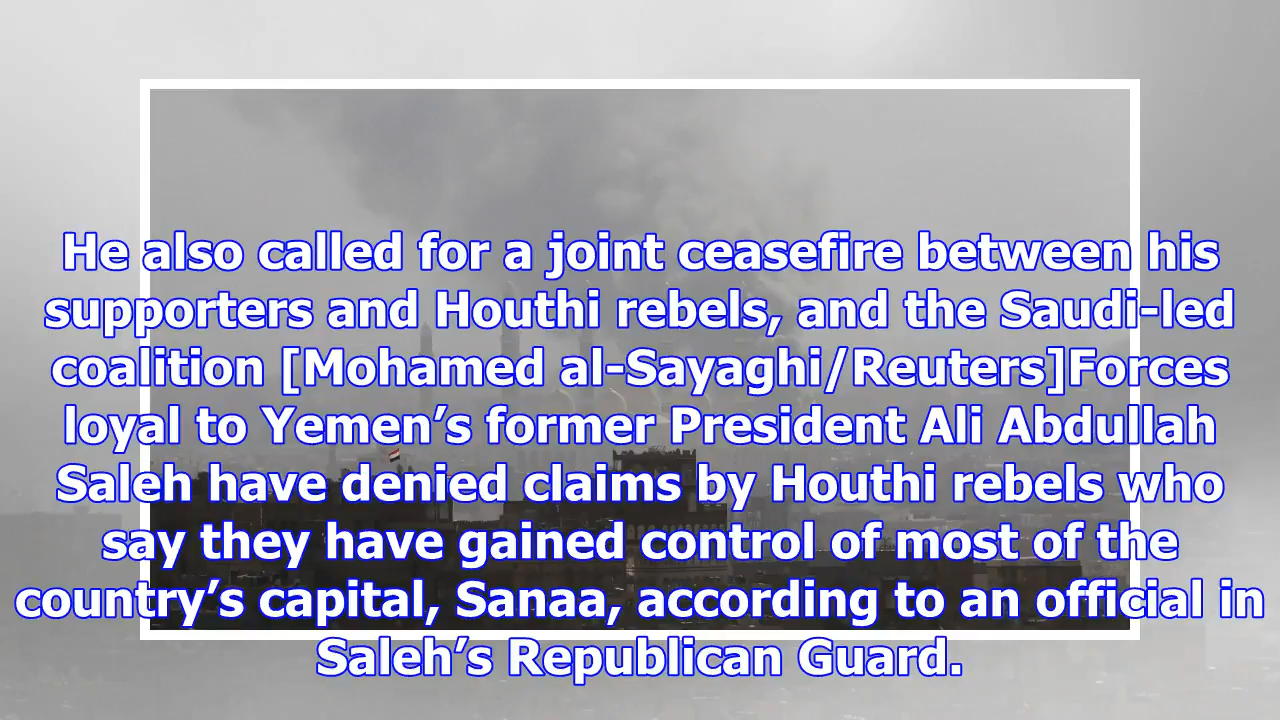 He also called for a joint ceasefire between his
supporters and Houthi rebels, and the Saudi-led
coalition [Mohamed al-Sayaghi/Reuters]Forces
loyal to Yemen’s former President Ali Abdullah
Saleh have denied claims by Houthi rebels who
say they have gained control of most of the
country’s capital, Sanaa, according to an official in
Saleh’s Republican Guard.